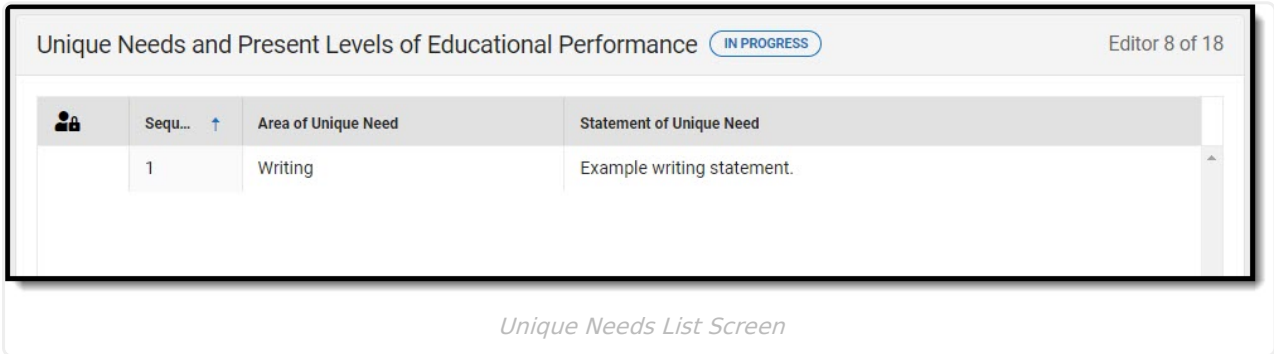 Unique Needs and Present Levels of Educational Performance IN PROGRESS Editor 8 of 18
Sequ... ↑ Area of Unique Need Statement of Unique Need
1 Writing Example writing statement.
Unique Needs List Screen